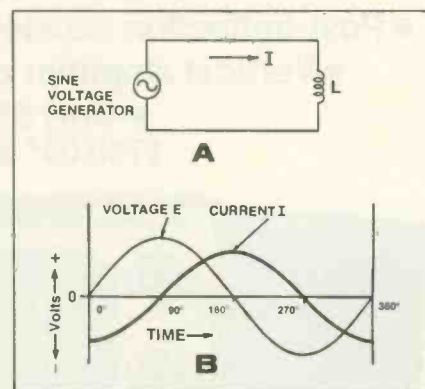 I
SINE
VOLTAGE
GENERATOR
L
A
VOLTAGE E CURRENT I
+
0
Volts
-
0° 90° 180° 270° 360°
TIME
B